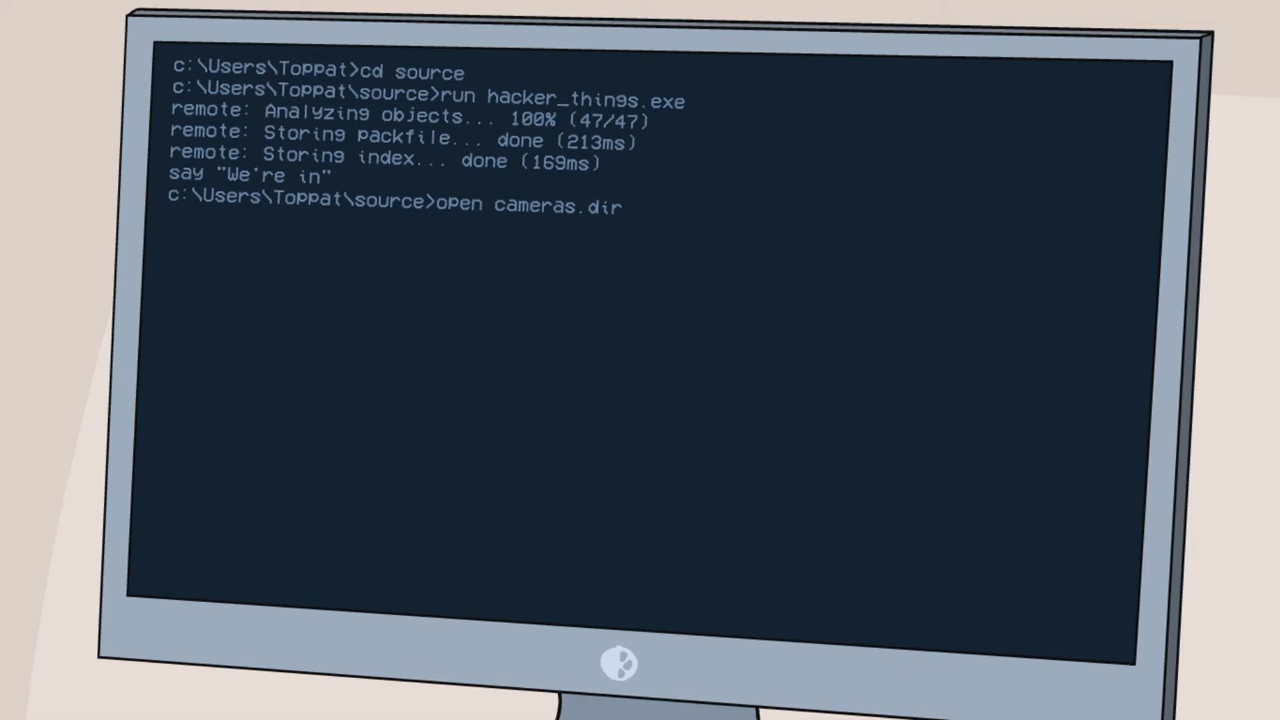 c:\Users\Toppat>cd source
c:\Users\Toppat\source>run hacker_things.exe
remote: Analyzing objects... 100% (47/47)
remote: Storing packfile... done (213ms)
remote: Storing index... done (169ms)
say "We're in"
c:\Users\Toppat\source>open cameras.dir